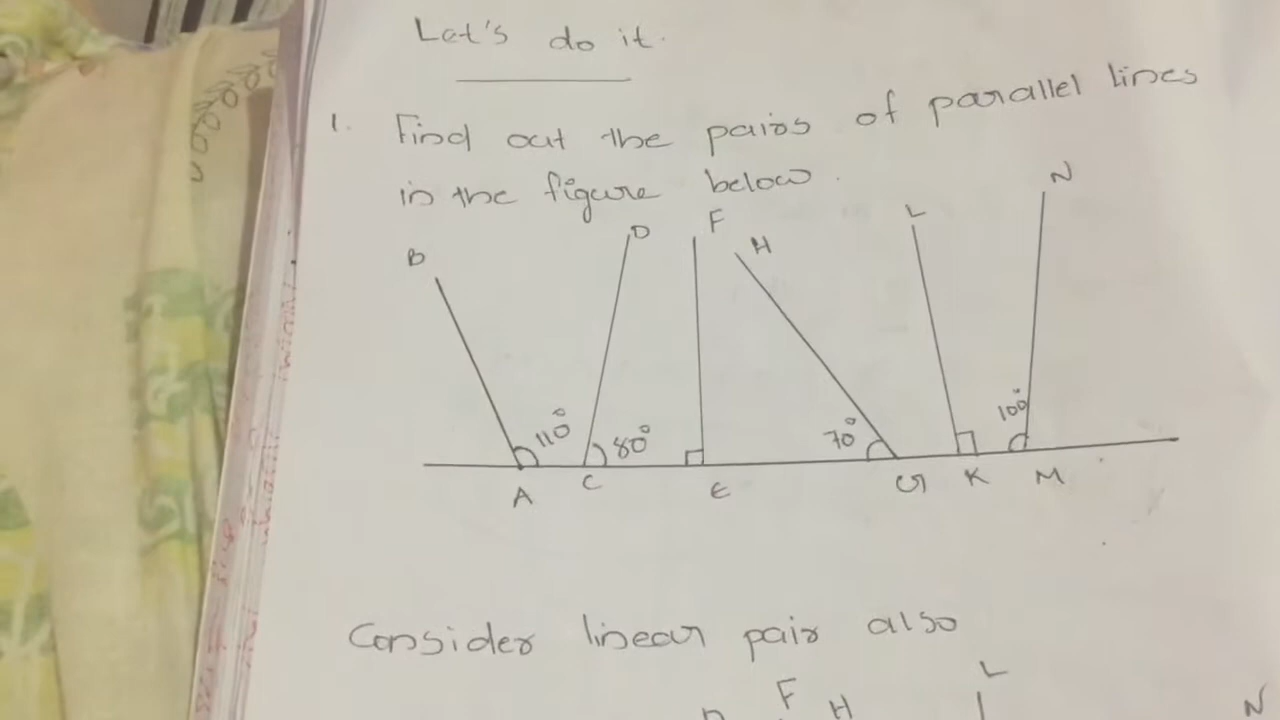 Let's do it.
1. Find out the pairs of parallel lines
in the figure below.
B D F H L N
110° 80° 70° 100°
A C E G K M
Consider linear pair also
F H L N